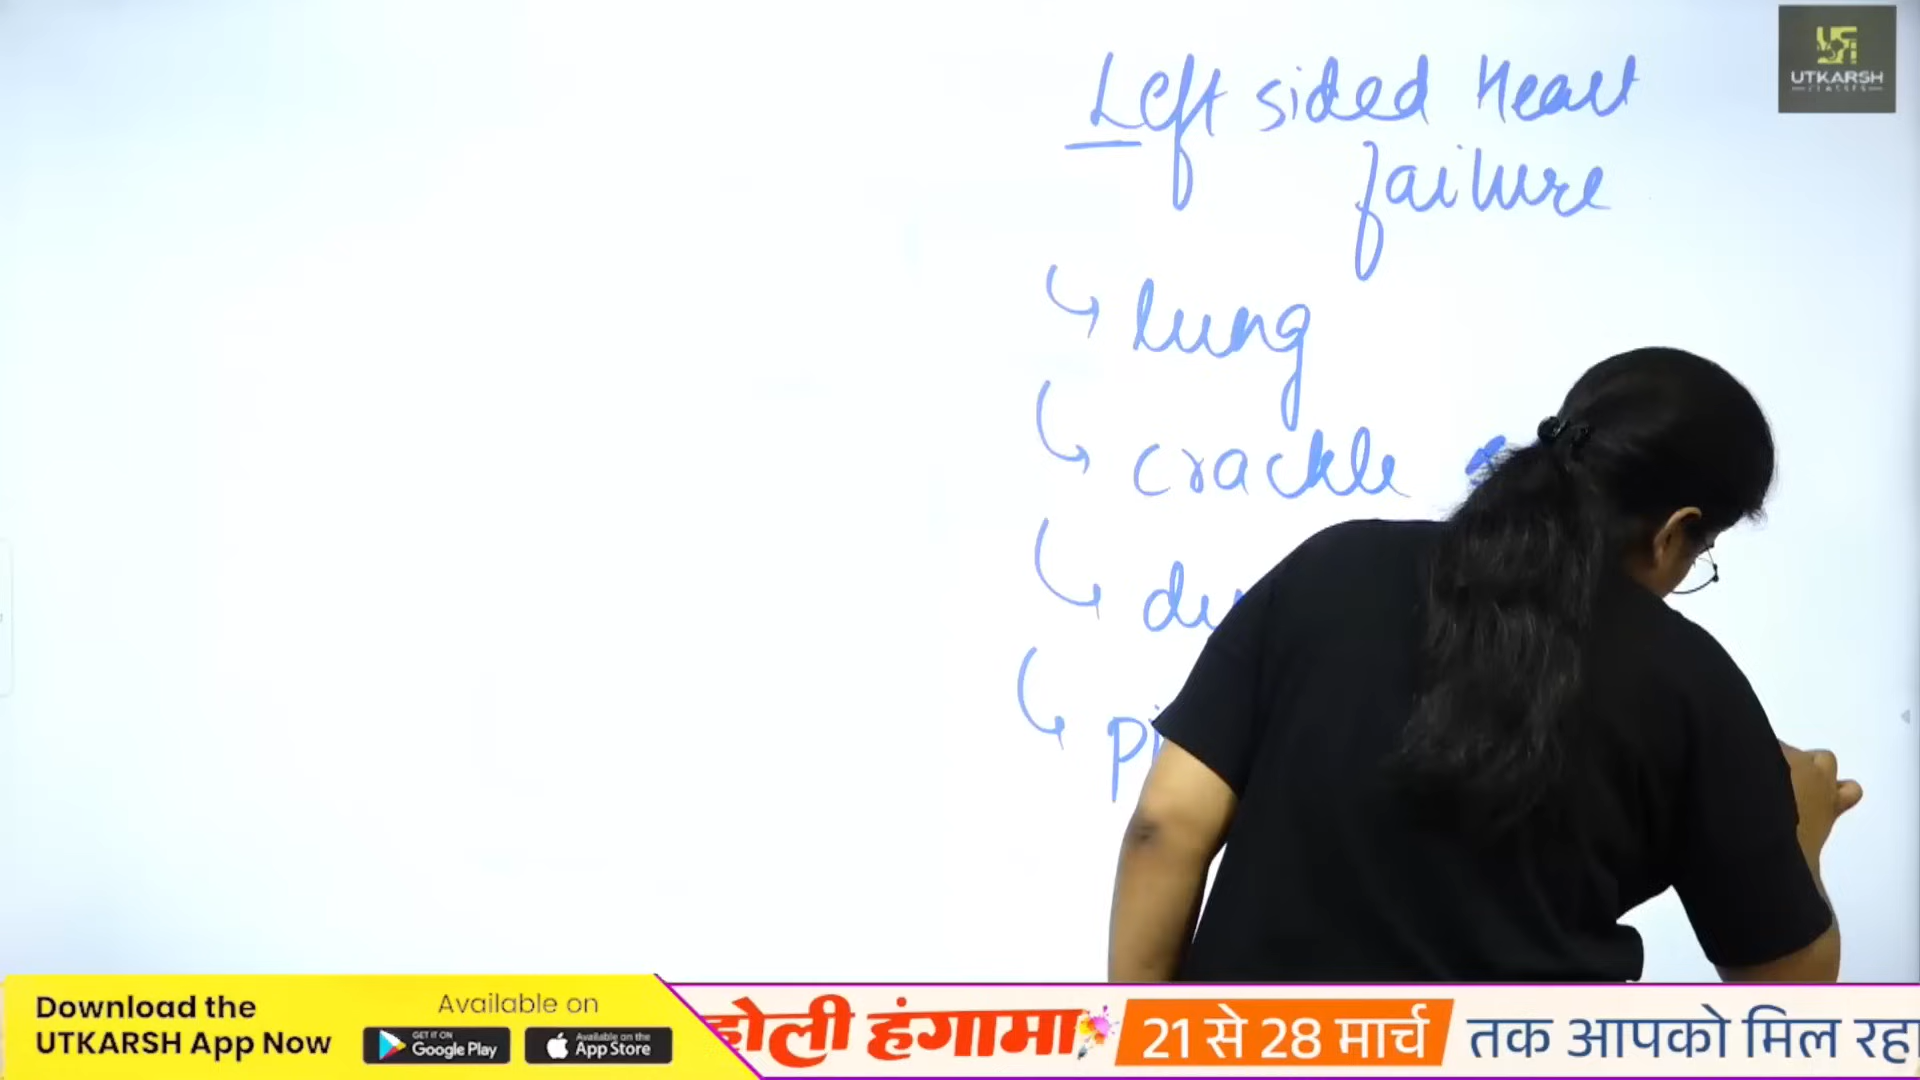 Left sided Heart
failure
lung
crackle
UTKARSH
CLASSES
Download the
UTKARSH App Now
Available on
GET IT ON
Google Play
Available on the
App Store
होली हंगामा
21 से 28 मार्च
तक आपको मिल रहा